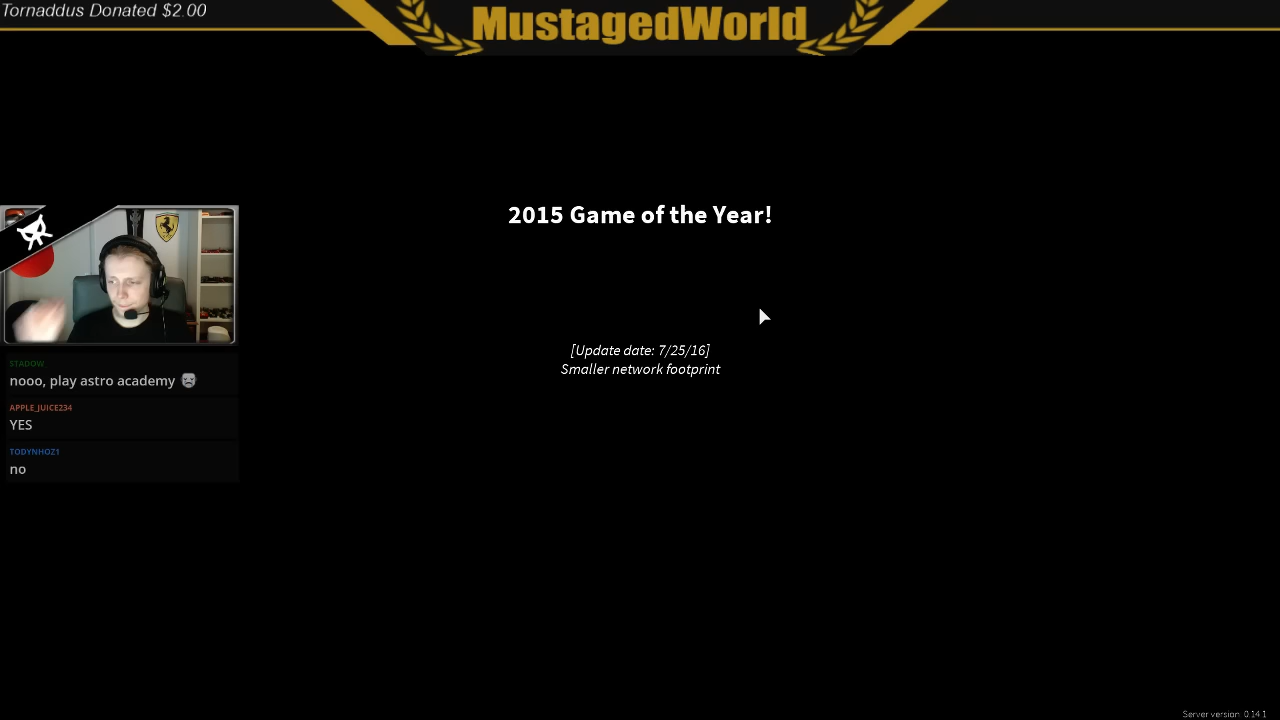 Tornaddus Donated $2.00
MustagedWorld
2015 Game of the Year!
[Update date: 7/25/16]
Smaller network footprint
STADOW
nooo, play astro academy
APPLE_JUICE234
YES
TODYNHOZ1
no
Server version: 0.14.1